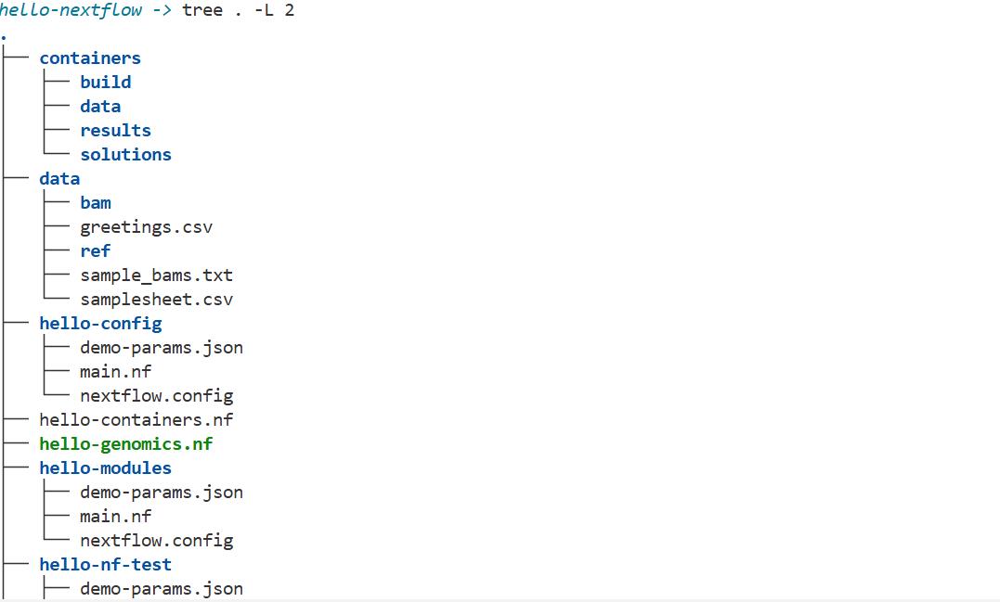 hello-nextflow -> tree . -L 2
.
├── containers
│   ├── build
│   ├── data
│   ├── results
│   └── solutions
├── data
│   ├── bam
│   ├── greetings.csv
│   ├── ref
│   ├── sample_bams.txt
│   └── samplesheet.csv
├── hello-config
│   ├── demo-params.json
│   ├── main.nf
│   └── nextflow.config
├── hello-containers.nf
├── hello-genomics.nf
├── hello-modules
│   ├── demo-params.json
│   ├── main.nf
│   └── nextflow.config
├── hello-nf-test
│   ├── demo-params.json